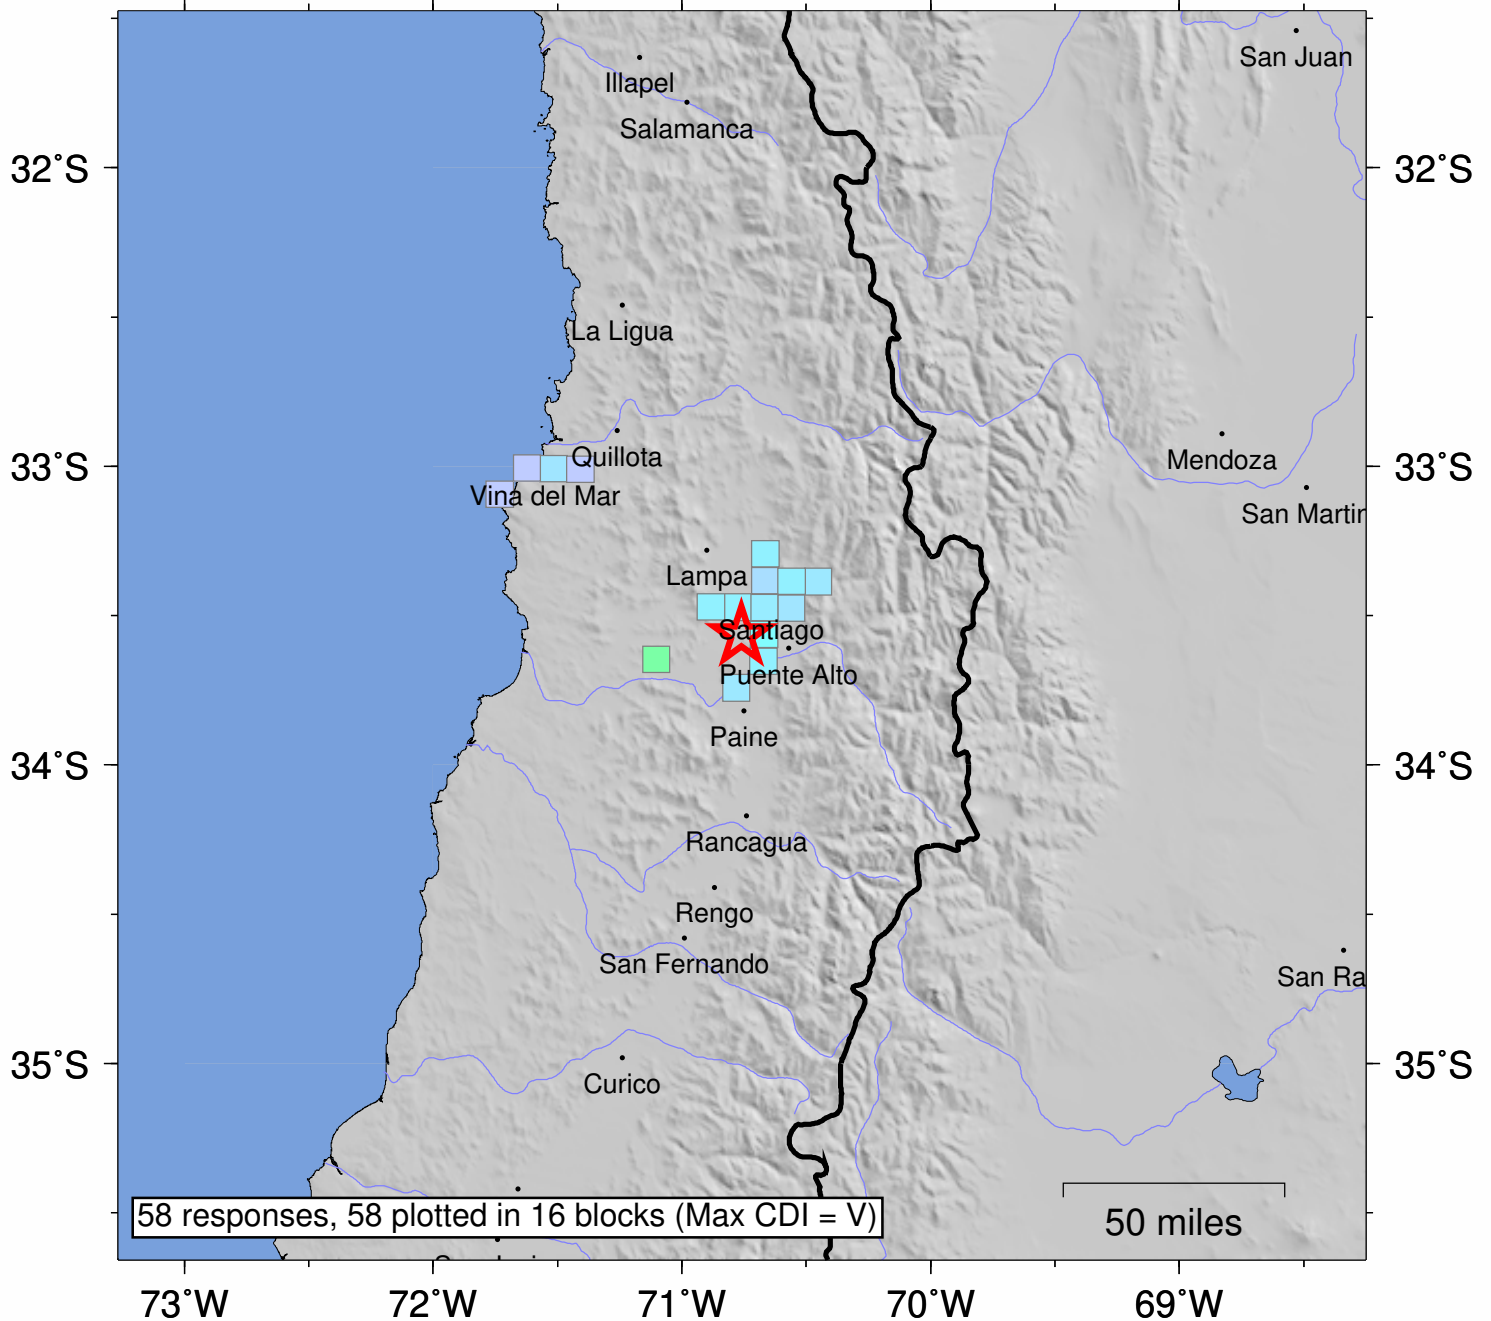 San Juan
Illapel
Salamanca
32°S
32°S
La Ligua
Quillota
33°S
33°S
Mendoza
Vina del Mar
San Martin
Lampa
Santiago
Puente Alto
Paine
34°S
34°S
Rancagua
Rengo
San Fernando
San Ra
35°S
35°S
Curico
58 responses, 58 plotted in 16 blocks (Max CDI = V)
50 miles
73°W
72°W
71°W
70°W
69°W